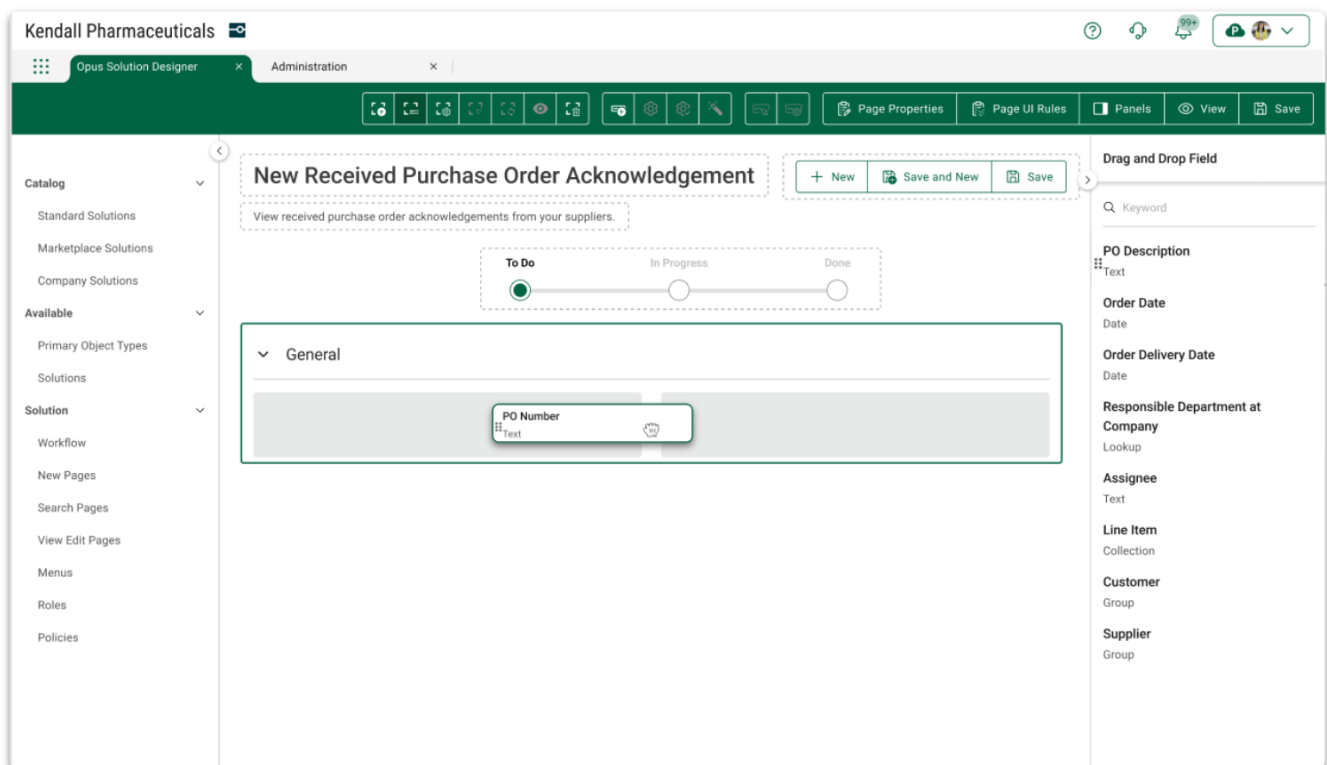 Kendall Pharmaceuticals
99+
Opus Solution Designer
Administration
Page Properties
Page UI Rules
Panels
View
Save
Catalog
Standard Solutions
Marketplace Solutions
Company Solutions
Available
Primary Object Types
Solutions
Solution
Workflow
New Pages
Search Pages
View Edit Pages
Menus
Roles
Policies
New Received Purchase Order Acknowledgement
New
Save and New
Save
View received purchase order acknowledgements from your suppliers.
To Do
In Progress
Done
General
PO Number
Text
Drag and Drop Field
Keyword
PO Description
Text
Order Date
Date
Order Delivery Date
Date
Responsible Department at
Company
Lookup
Assignee
Text
Line Item
Collection
Customer
Group
Supplier
Group